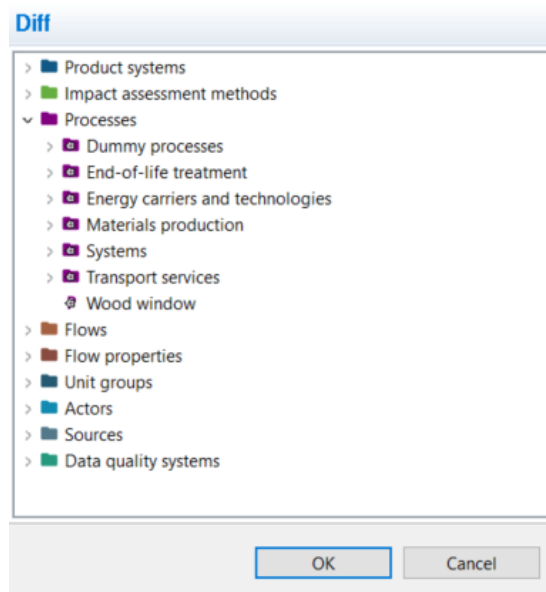 Diff
Product systems
Impact assessment methods
Processes
Dummy processes
End-of-life treatment
Energy carriers and technologies
Materials production
Systems
Transport services
Wood window
Flows
Flow properties
Unit groups
Actors
Sources
Data quality systems
OK Cancel